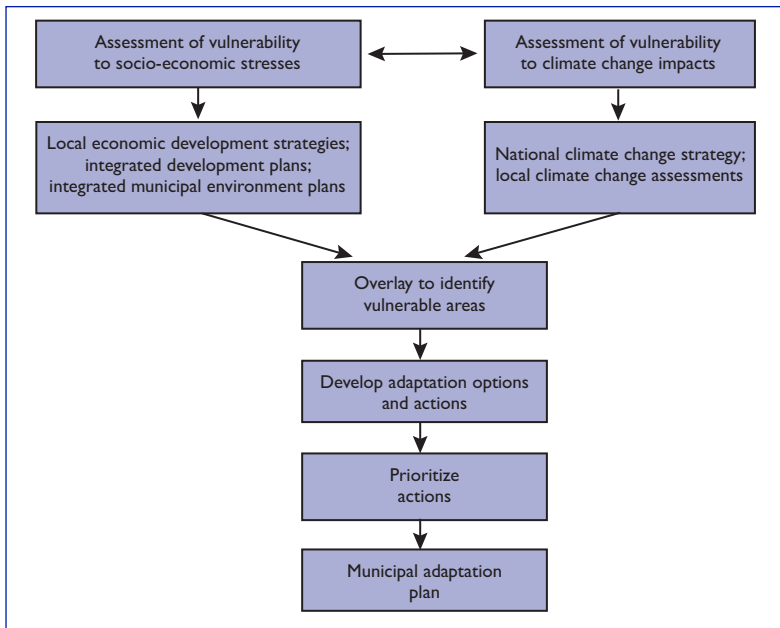 Assessment of vulnerability
to socio-economic stresses
Assessment of vulnerability
to climate change impacts
Local economic development strategies;
integrated development plans;
integrated municipal environment plans
National climate change strategy;
local climate change assessments
Overlay to identify
vulnerable areas
Develop adaptation options
and actions
Prioritize
actions
Municipal adaptation
plan